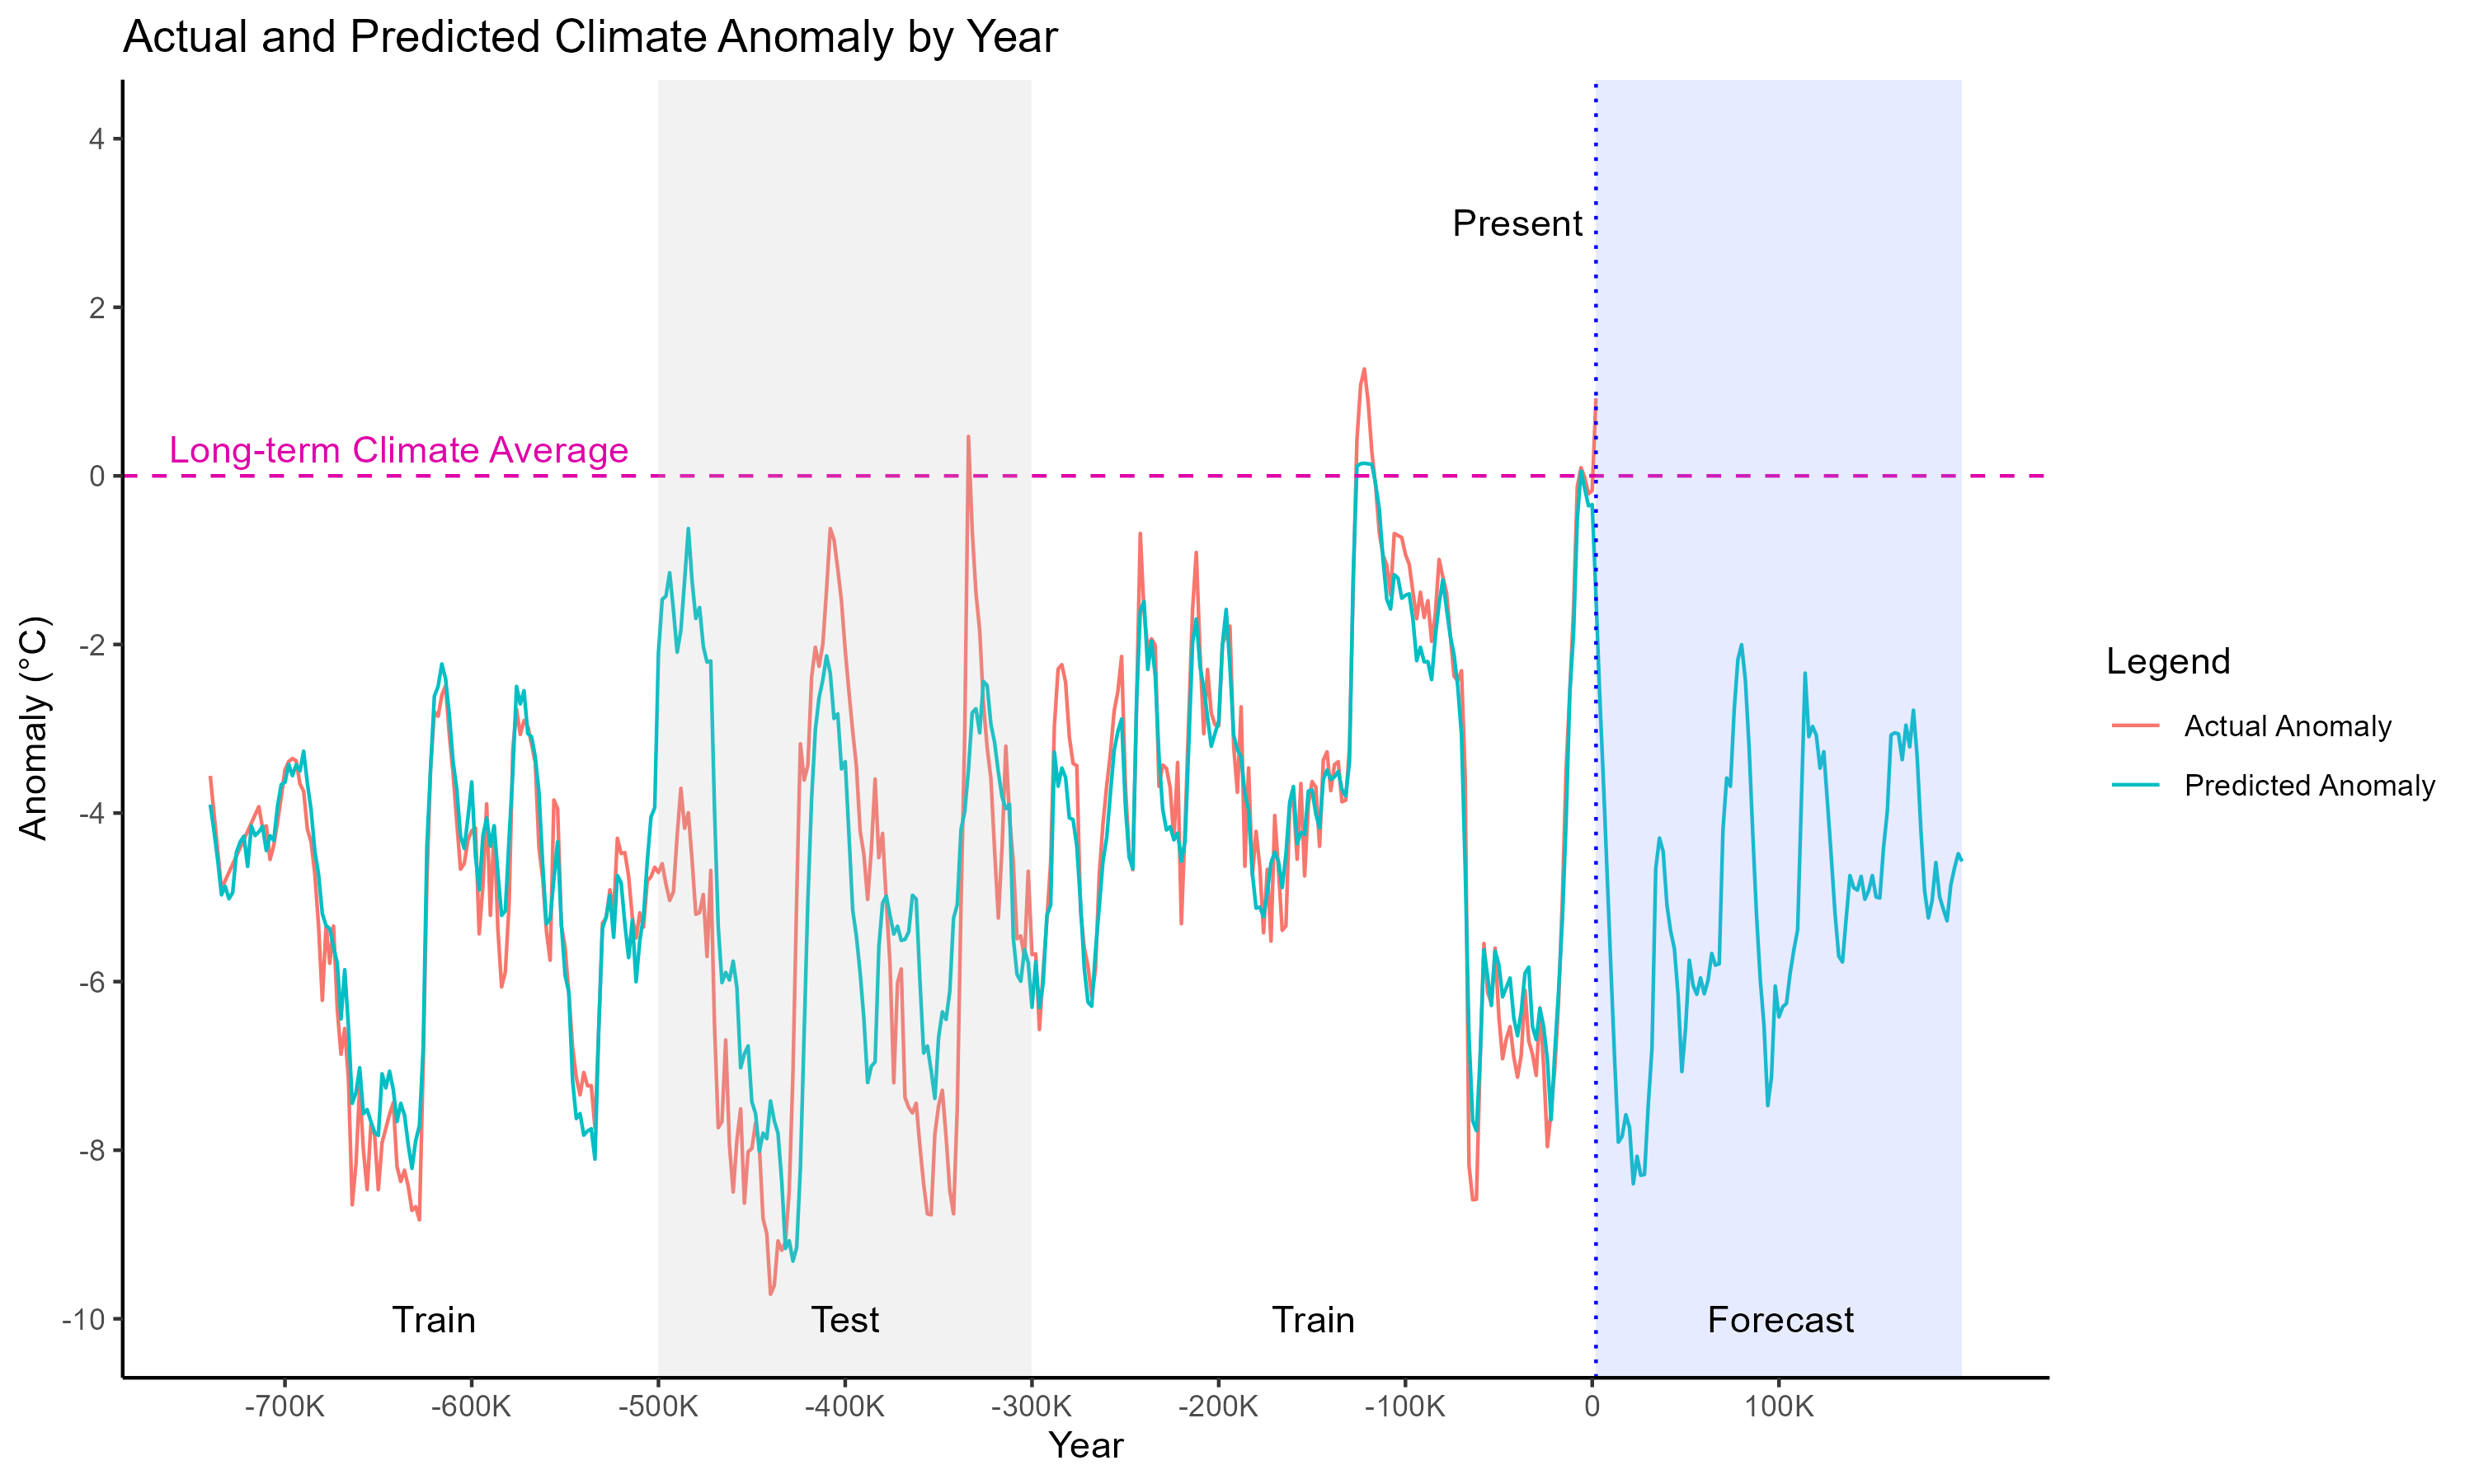 Actual and Predicted Climate Anomaly by Year
4
2
0
-2
-4
-6
-8
-10
Anomaly (°C)
Present
Long-term Climate Average
Train
Test
Train
Forecast
-700K
-600K
-500K
-400K
-300K
-200K
-100K
0
100K
Year
Legend
Actual Anomaly
Predicted Anomaly